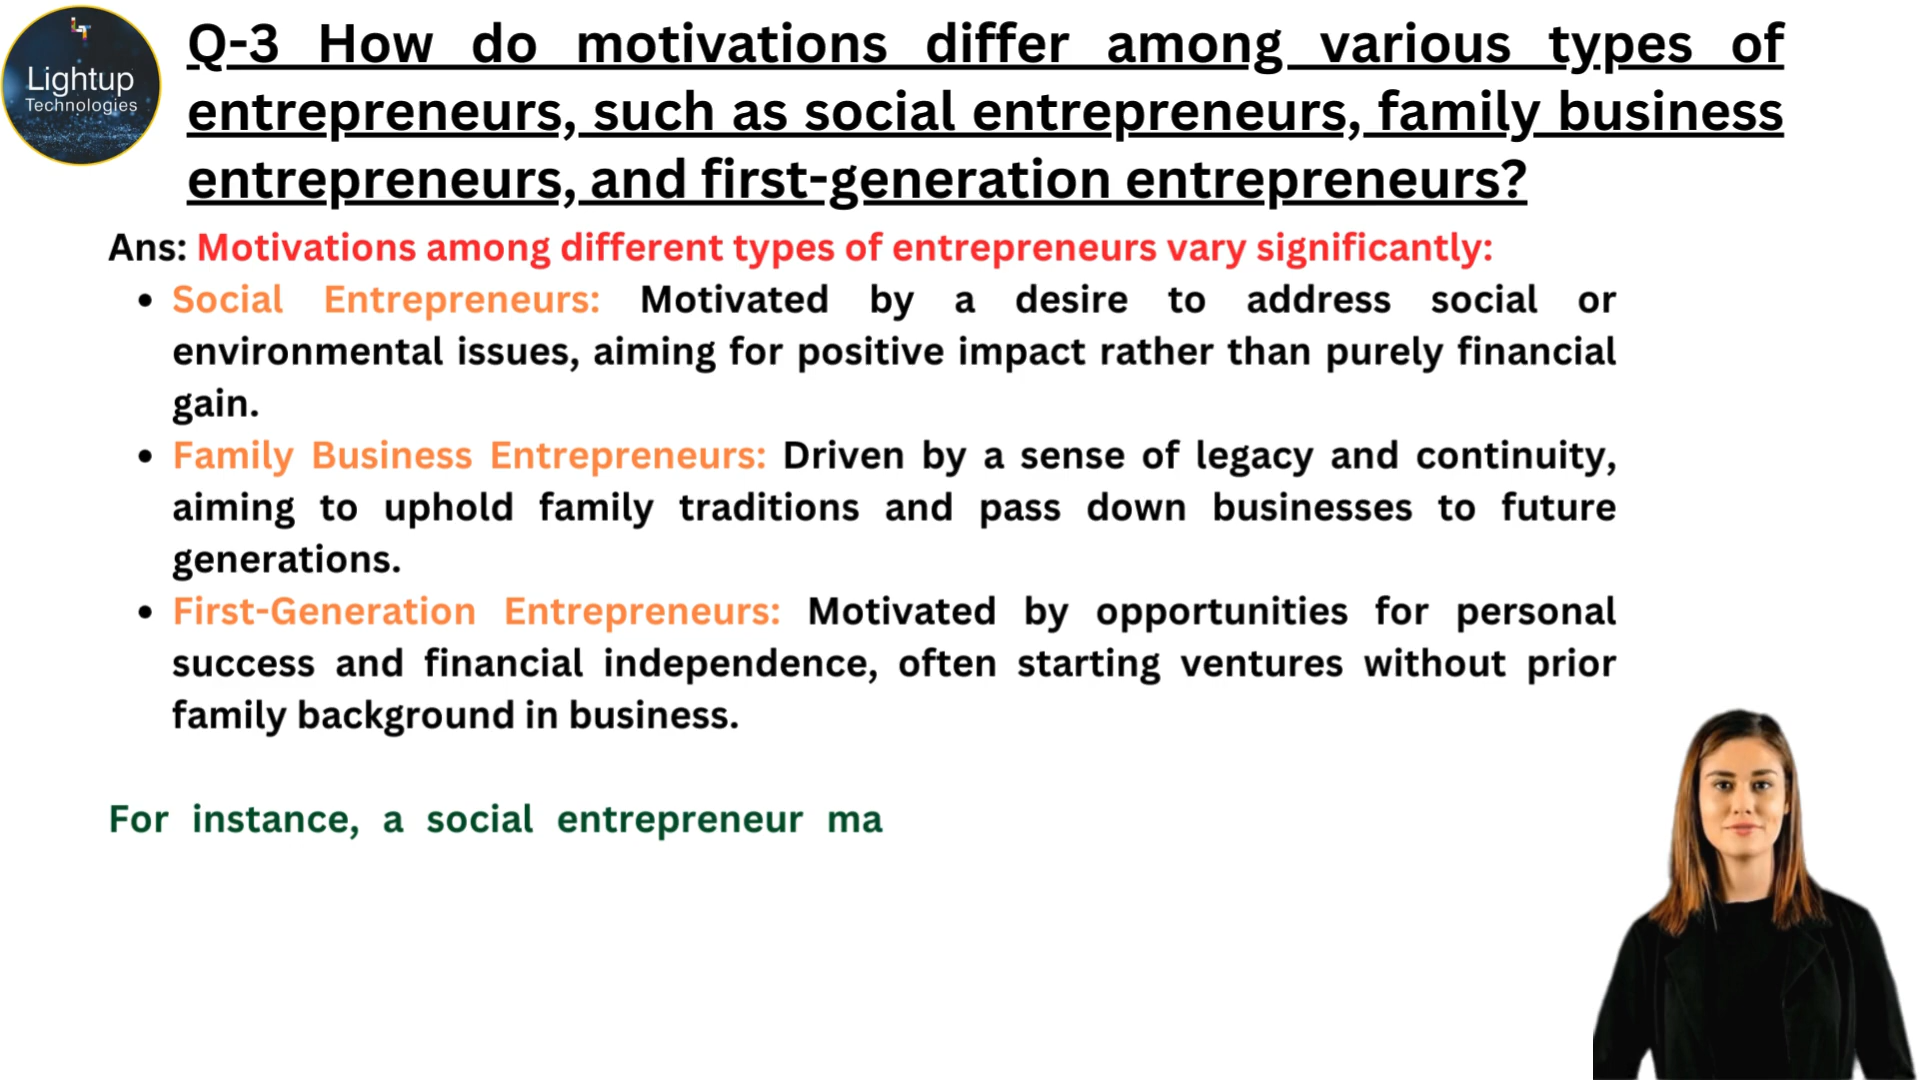 LT
Lightup
Technologies
Q-3 How do motivations differ among various types of
entrepreneurs, such as social entrepreneurs, family business
entrepreneurs, and first-generation entrepreneurs?
Ans: Motivations among different types of entrepreneurs vary significantly:
• Social Entrepreneurs: Motivated by a desire to address social or
environmental issues, aiming for positive impact rather than purely financial
gain.
• Family Business Entrepreneurs: Driven by a sense of legacy and continuity,
aiming to uphold family traditions and pass down businesses to future
generations.
• First-Generation Entrepreneurs: Motivated by opportunities for personal
success and financial independence, often starting ventures without prior
family background in business.
For instance, a social entrepreneur ma